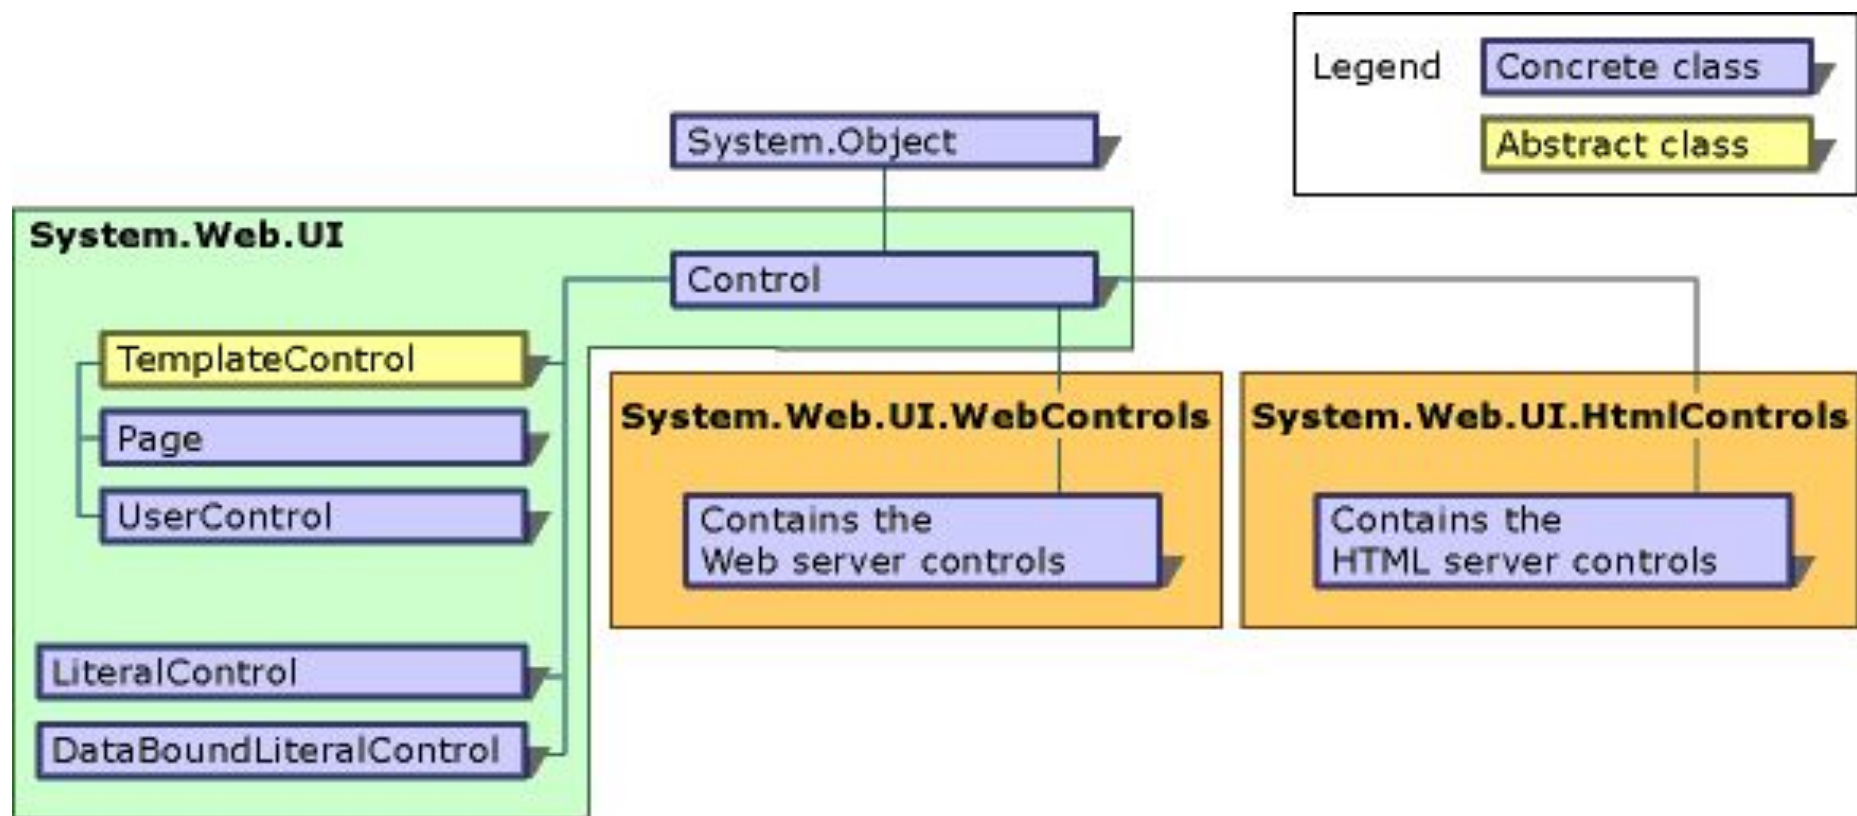 Legend
Concrete class
Abstract class
System.Object
System.Web.UI
Control
TemplateControl
Page
UserControl
LiteralControl
DataBoundLiteralControl
System.Web.UI.WebControls
Contains the
Web server controls
System.Web.UI.HtmlControls
Contains the
HTML server controls